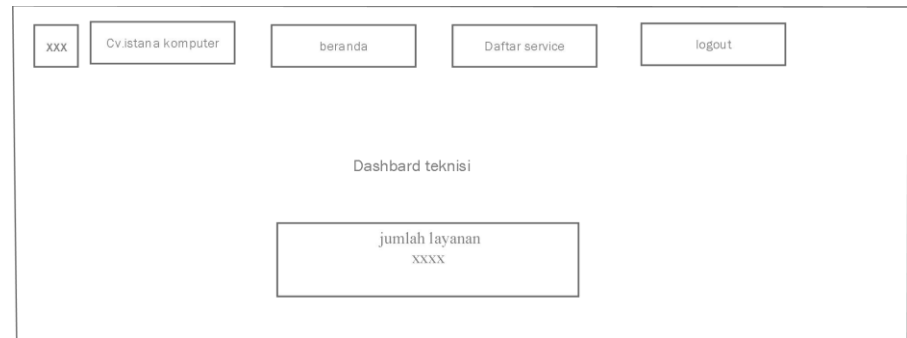 xxx
Cv.istana komputer
beranda
Daftar service
logout
Dashbard teknisi
jumlah layanan
xxxx